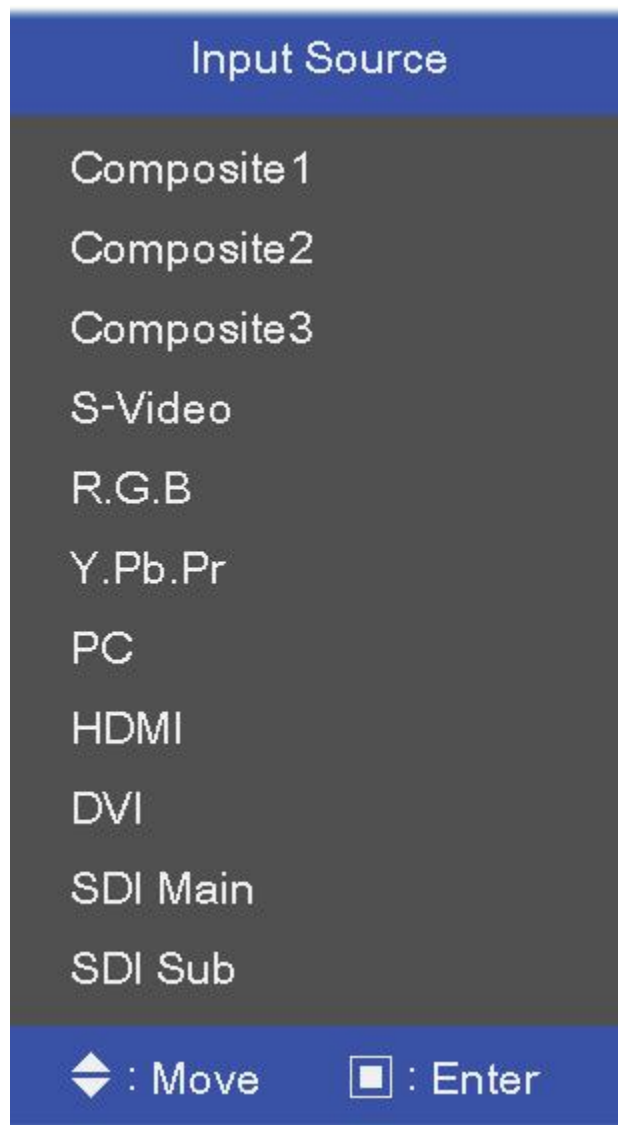 Input Source
Composite1
Composite2
Composite3
S-Video
R.G.B
Y.Pb.Pr
PC
HDMI
DVI
SDI Main
SDI Sub
: Move : Enter